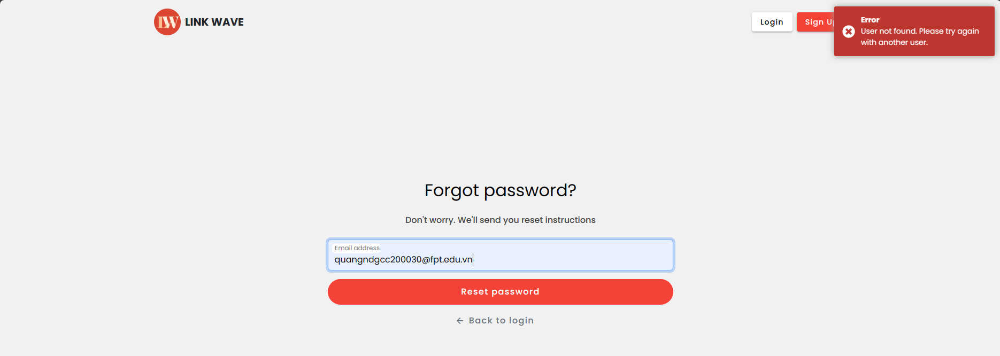 LW LINK WAVE
Login
Sign Up
Error
User not found. Please try again
with another user.
Forgot password?
Don't worry. We'll send you reset instructions
Email address
quangndgcc200030@fpt.edu.vn
Reset password
← Back to login